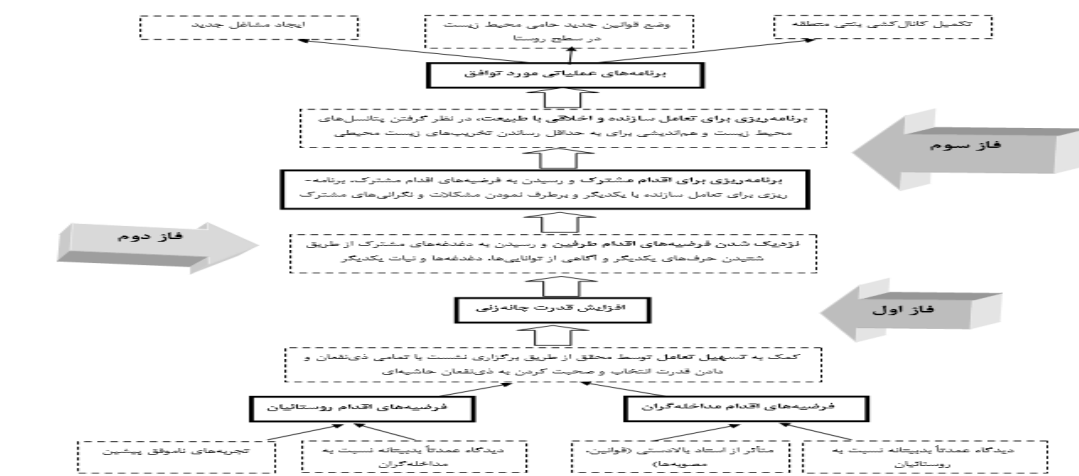 تکمیل کانال‌کشی بتنی منطقه
وضع قوانین جدید حامی محیط زیست
در سطح روستا
ایجاد مشاغل جدید
برنامه‌های عملیاتی مورد توافق
برنامه‌ریزی برای تعامل سازنده و اخلاقی با طبیعت، در نظر گرفتن پتانسل‌های
محیط زیست و هم‌اندیشی برای به حداقل رساندن تخریب‌های زیست محیطی
فاز سوم
برنامه‌ریزی برای اقدام مشترک و رسیدن به فرضیه‌های اقدام مشترک، برنامه-
ریزی برای تعامل سازنده با یکدیگر و برطرف نمودن مشکلات و نگرانی‌های مشترک
فاز دوم
نزدیک شدن فرضیه‌های اقدام طرفین و رسیدن به دغدغه‌های مشترک از طریق
شنیدن حرف‌های یکدیگر و آگاهی از توانایی‌ها، دغدغه‌ها و نیات یکدیگر
افزایش قدرت چانه‌زنی
فاز اول
کمک به تسهیل تعامل توسط محقق از طریق برگزاری نشست با تمامی ذی‌نفعان و
دادن قدرت انتخاب و صحبت کردن به ذی‌نفعان حاشیه‌ای
فرضیه‌های اقدام مداخله‌گران
فرضیه‌های اقدام روستائیان
دیدگاه عمدتاً بدبینانه نسبت به
روستائیان
متأثر از اسناد بالادستی (قوانین،
مصوبه‌ها)
دیدگاه عمدتاً بدبینانه نسبت به
مداخله‌گران
تجربه‌های ناموفق پیشین